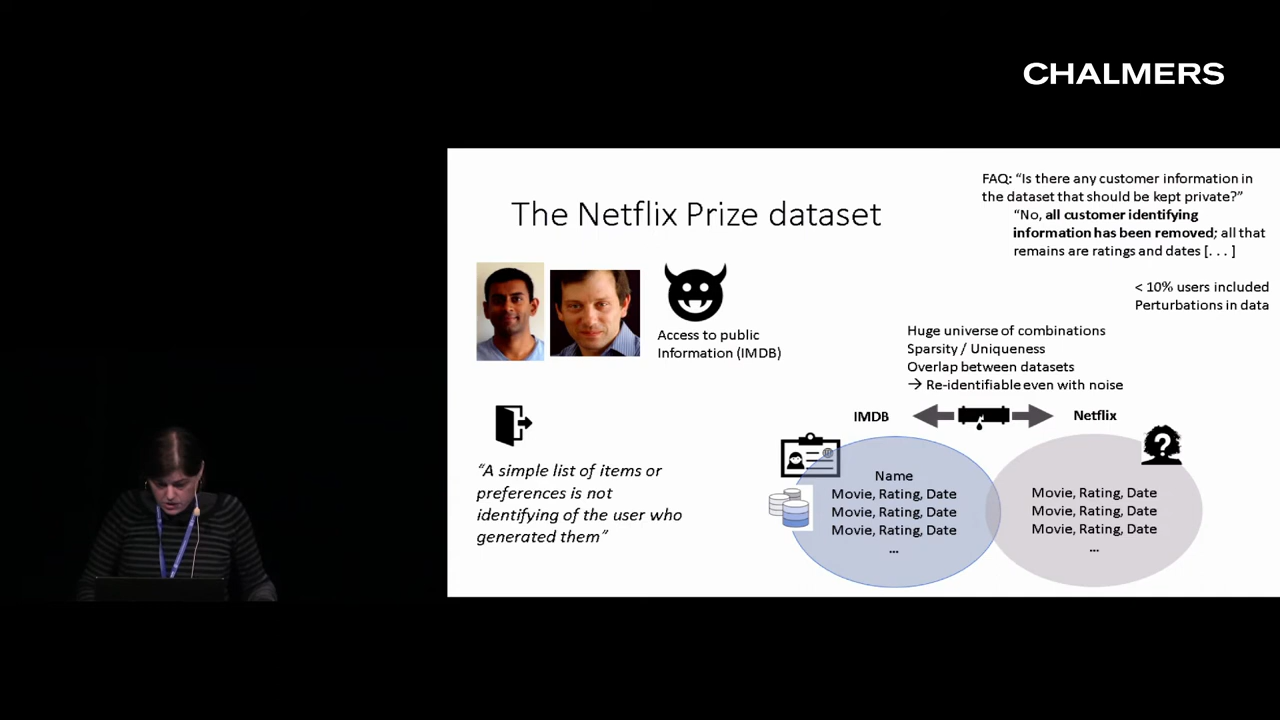 CHALMERS
The Netflix Prize dataset
FAQ: “Is there any customer information in
the dataset that should be kept private?”
“No, all customer identifying
information has been removed; all that
remains are ratings and dates [. . . ]
< 10% users included
Perturbations in data
Access to public
Information (IMDB)
Huge universe of combinations
Sparsity / Uniqueness
Overlap between datasets
→ Re-identifiable even with noise
“A simple list of items or
preferences is not
identifying of the user who
generated them”
IMDB
Netflix
Name
Movie, Rating, Date
Movie, Rating, Date
Movie, Rating, Date
...
Movie, Rating, Date
Movie, Rating, Date
Movie, Rating, Date
...